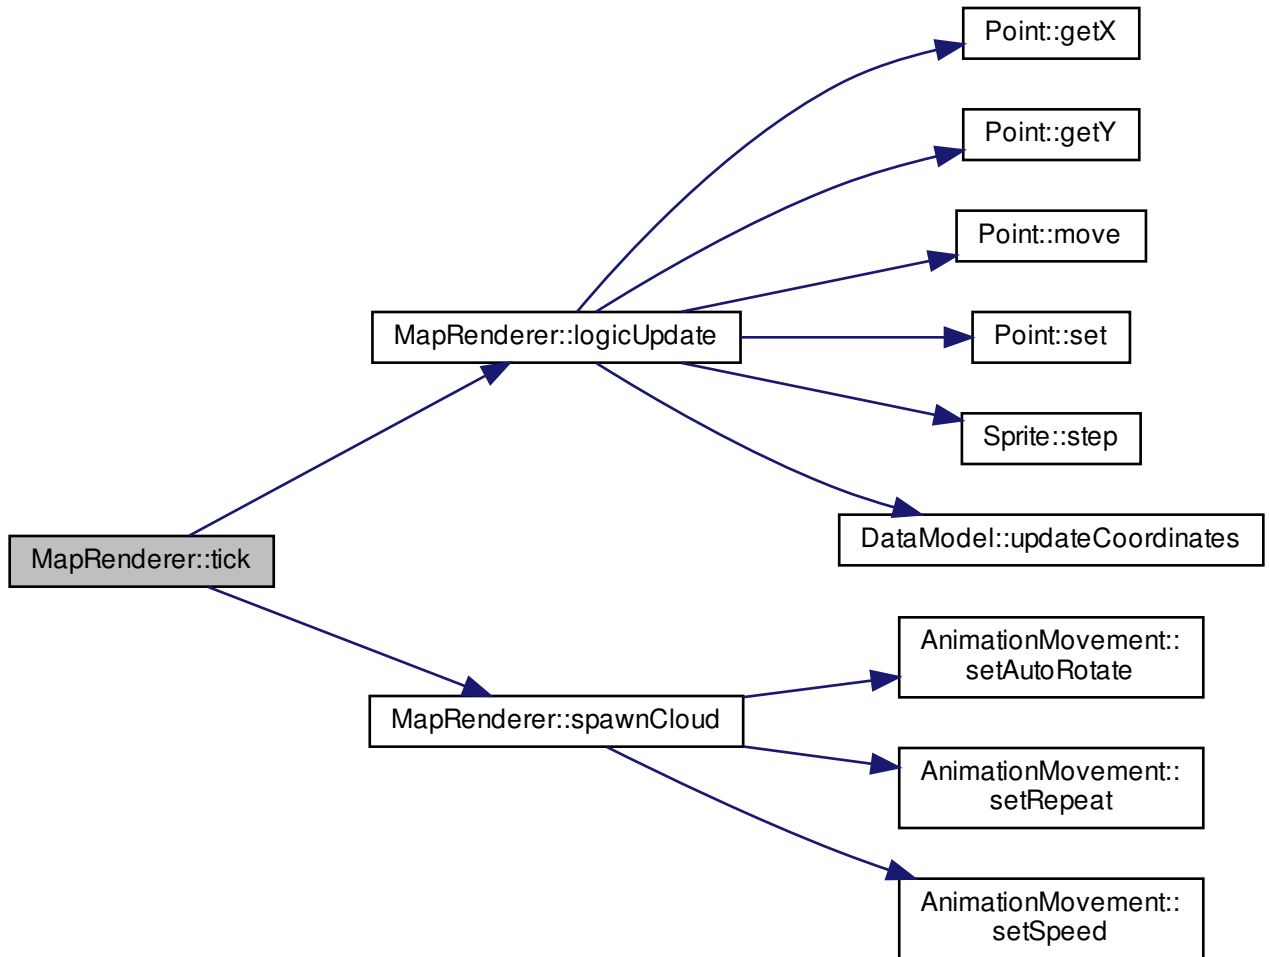 Point::getX
Point::getY
Point::move
MapRenderer::logicUpdate
Point::set
Sprite::step
DataModel::updateCoordinates
MapRenderer::tick
AnimationMovement::
setAutoRotate
MapRenderer::spawnCloud
AnimationMovement::
setRepeat
AnimationMovement::
setSpeed